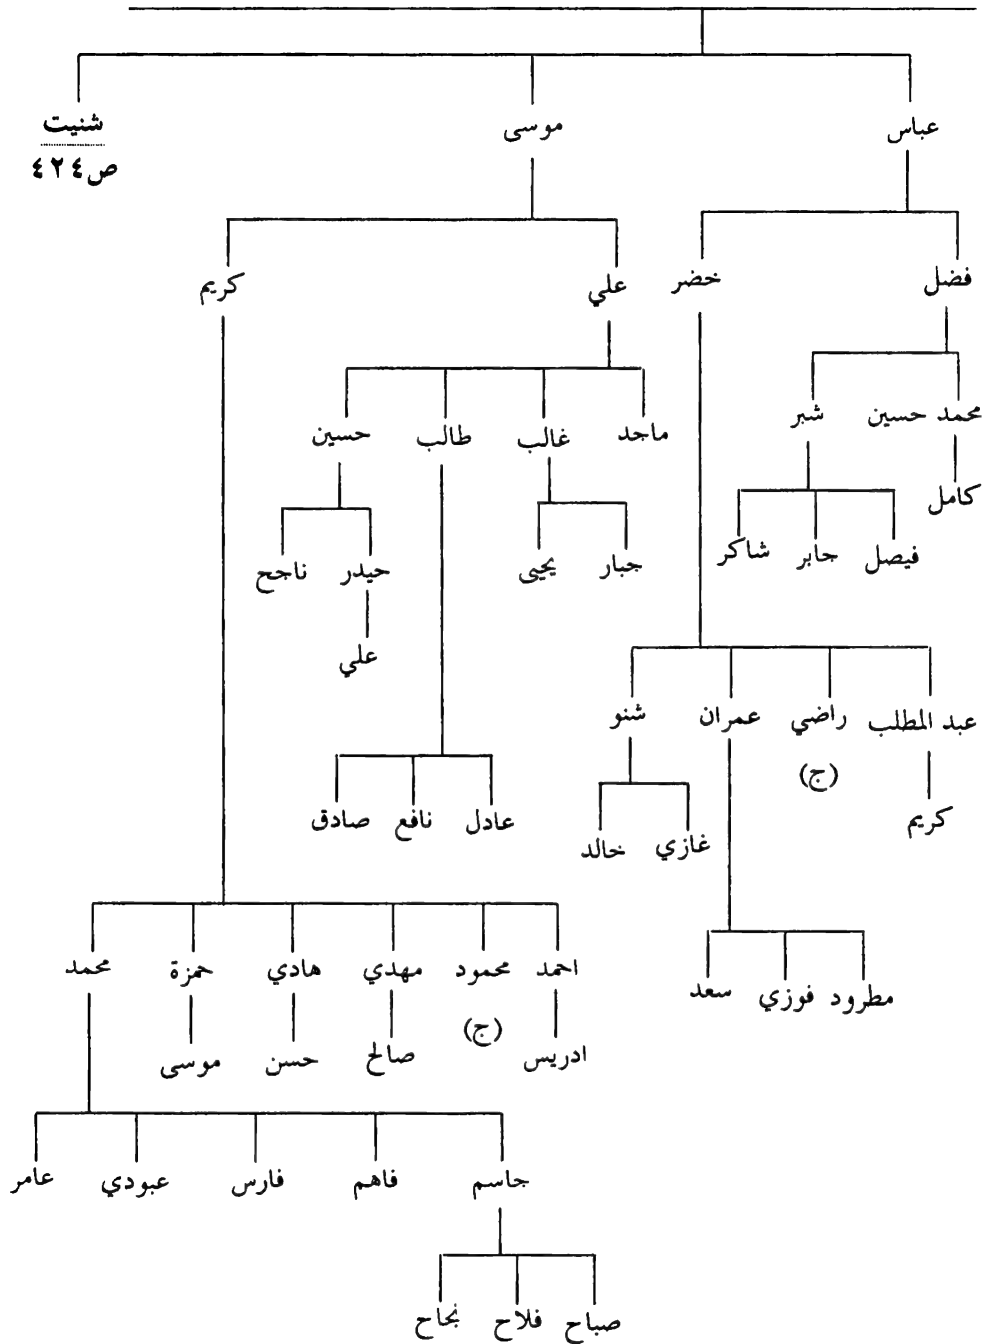 عباس موسى شنيت
ص٤٢٤
فضل خضر علي كريم
محمد حسين شبر ماجد غالب طالب حسين
كامل
فيصل جابر شاكر جبار يحيى حيدر ناجح
علي
عبد المطلب راضي عمران شنو
(ج)
كريم غازي خالد عادل نافع صادق
احمد محمود مهدي هادي حمزة محمد
مطرود فوزي سعد
(ج)
ادريس صالح حسن موسى
جاسم فاهم فارس عبودي عامر
صباح فلاح نجاح